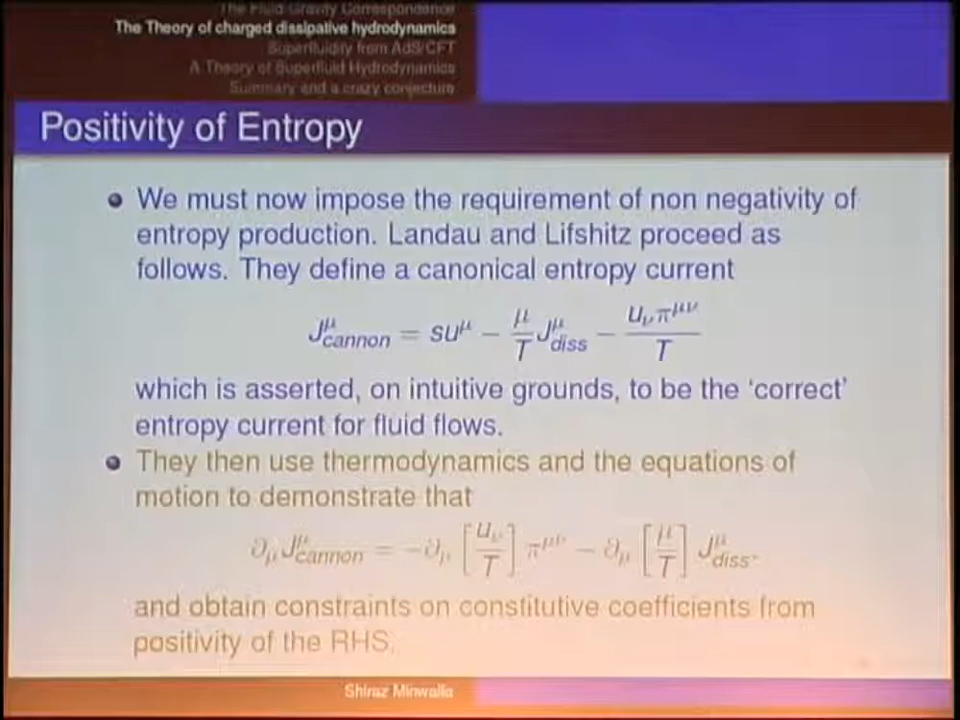 The Fluid Gravity Correspondence
The Theory of charged dissipative hydrodynamics
Superfluidity from AdS/CFT
A Theory of Superfluid Hydrodynamics
Summary and a crazy conjecture
Positivity of Entropy
We must now impose the requirement of non negativity of
entropy production. Landau and Lifshitz proceed as
follows. They define a canonical entropy current
J^μ_cannon = su^μ − μ/T J^μ_diss − u_ν π^{μν}/T
which is asserted, on intuitive grounds, to be the 'correct'
entropy current for fluid flows.
They then use thermodynamics and the equations of
motion to demonstrate that
∂_μ J^μ_cannon = −∂_μ [u_ν/T] π^{μν} − ∂_μ [μ/T] J^μ_diss.
and obtain constraints on constitutive coefficients from
positivity of the RHS.
Shiraz Minwalla